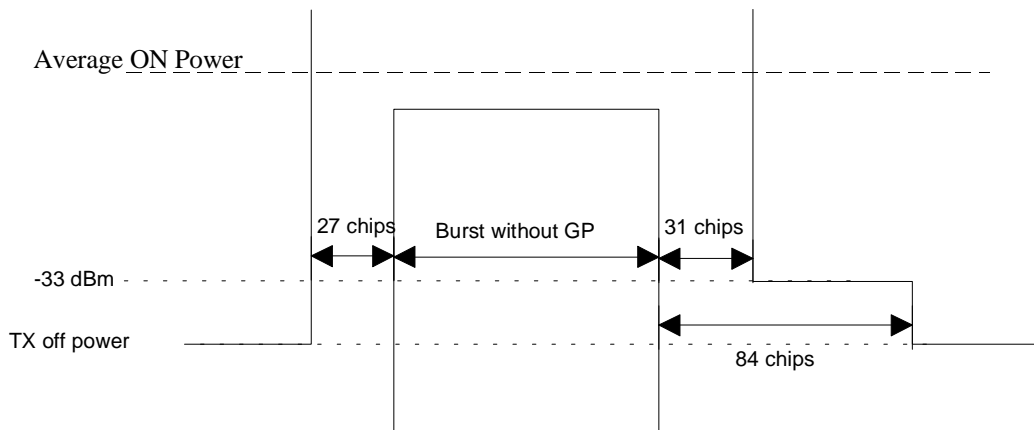 Average ON Power
27 chips
Burst without GP
31 chips
-33 dBm
TX off power
84 chips